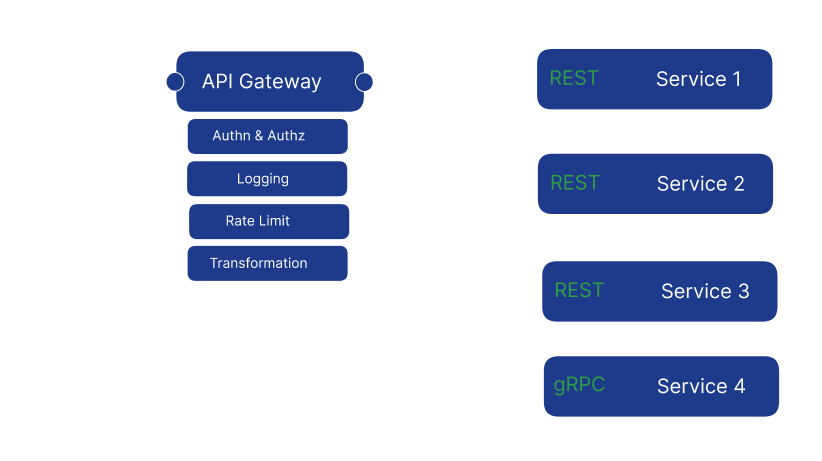 API Gateway
Authn & Authz
Logging
Rate Limit
Transformation
REST Service 1
REST Service 2
REST Service 3
gRPC Service 4